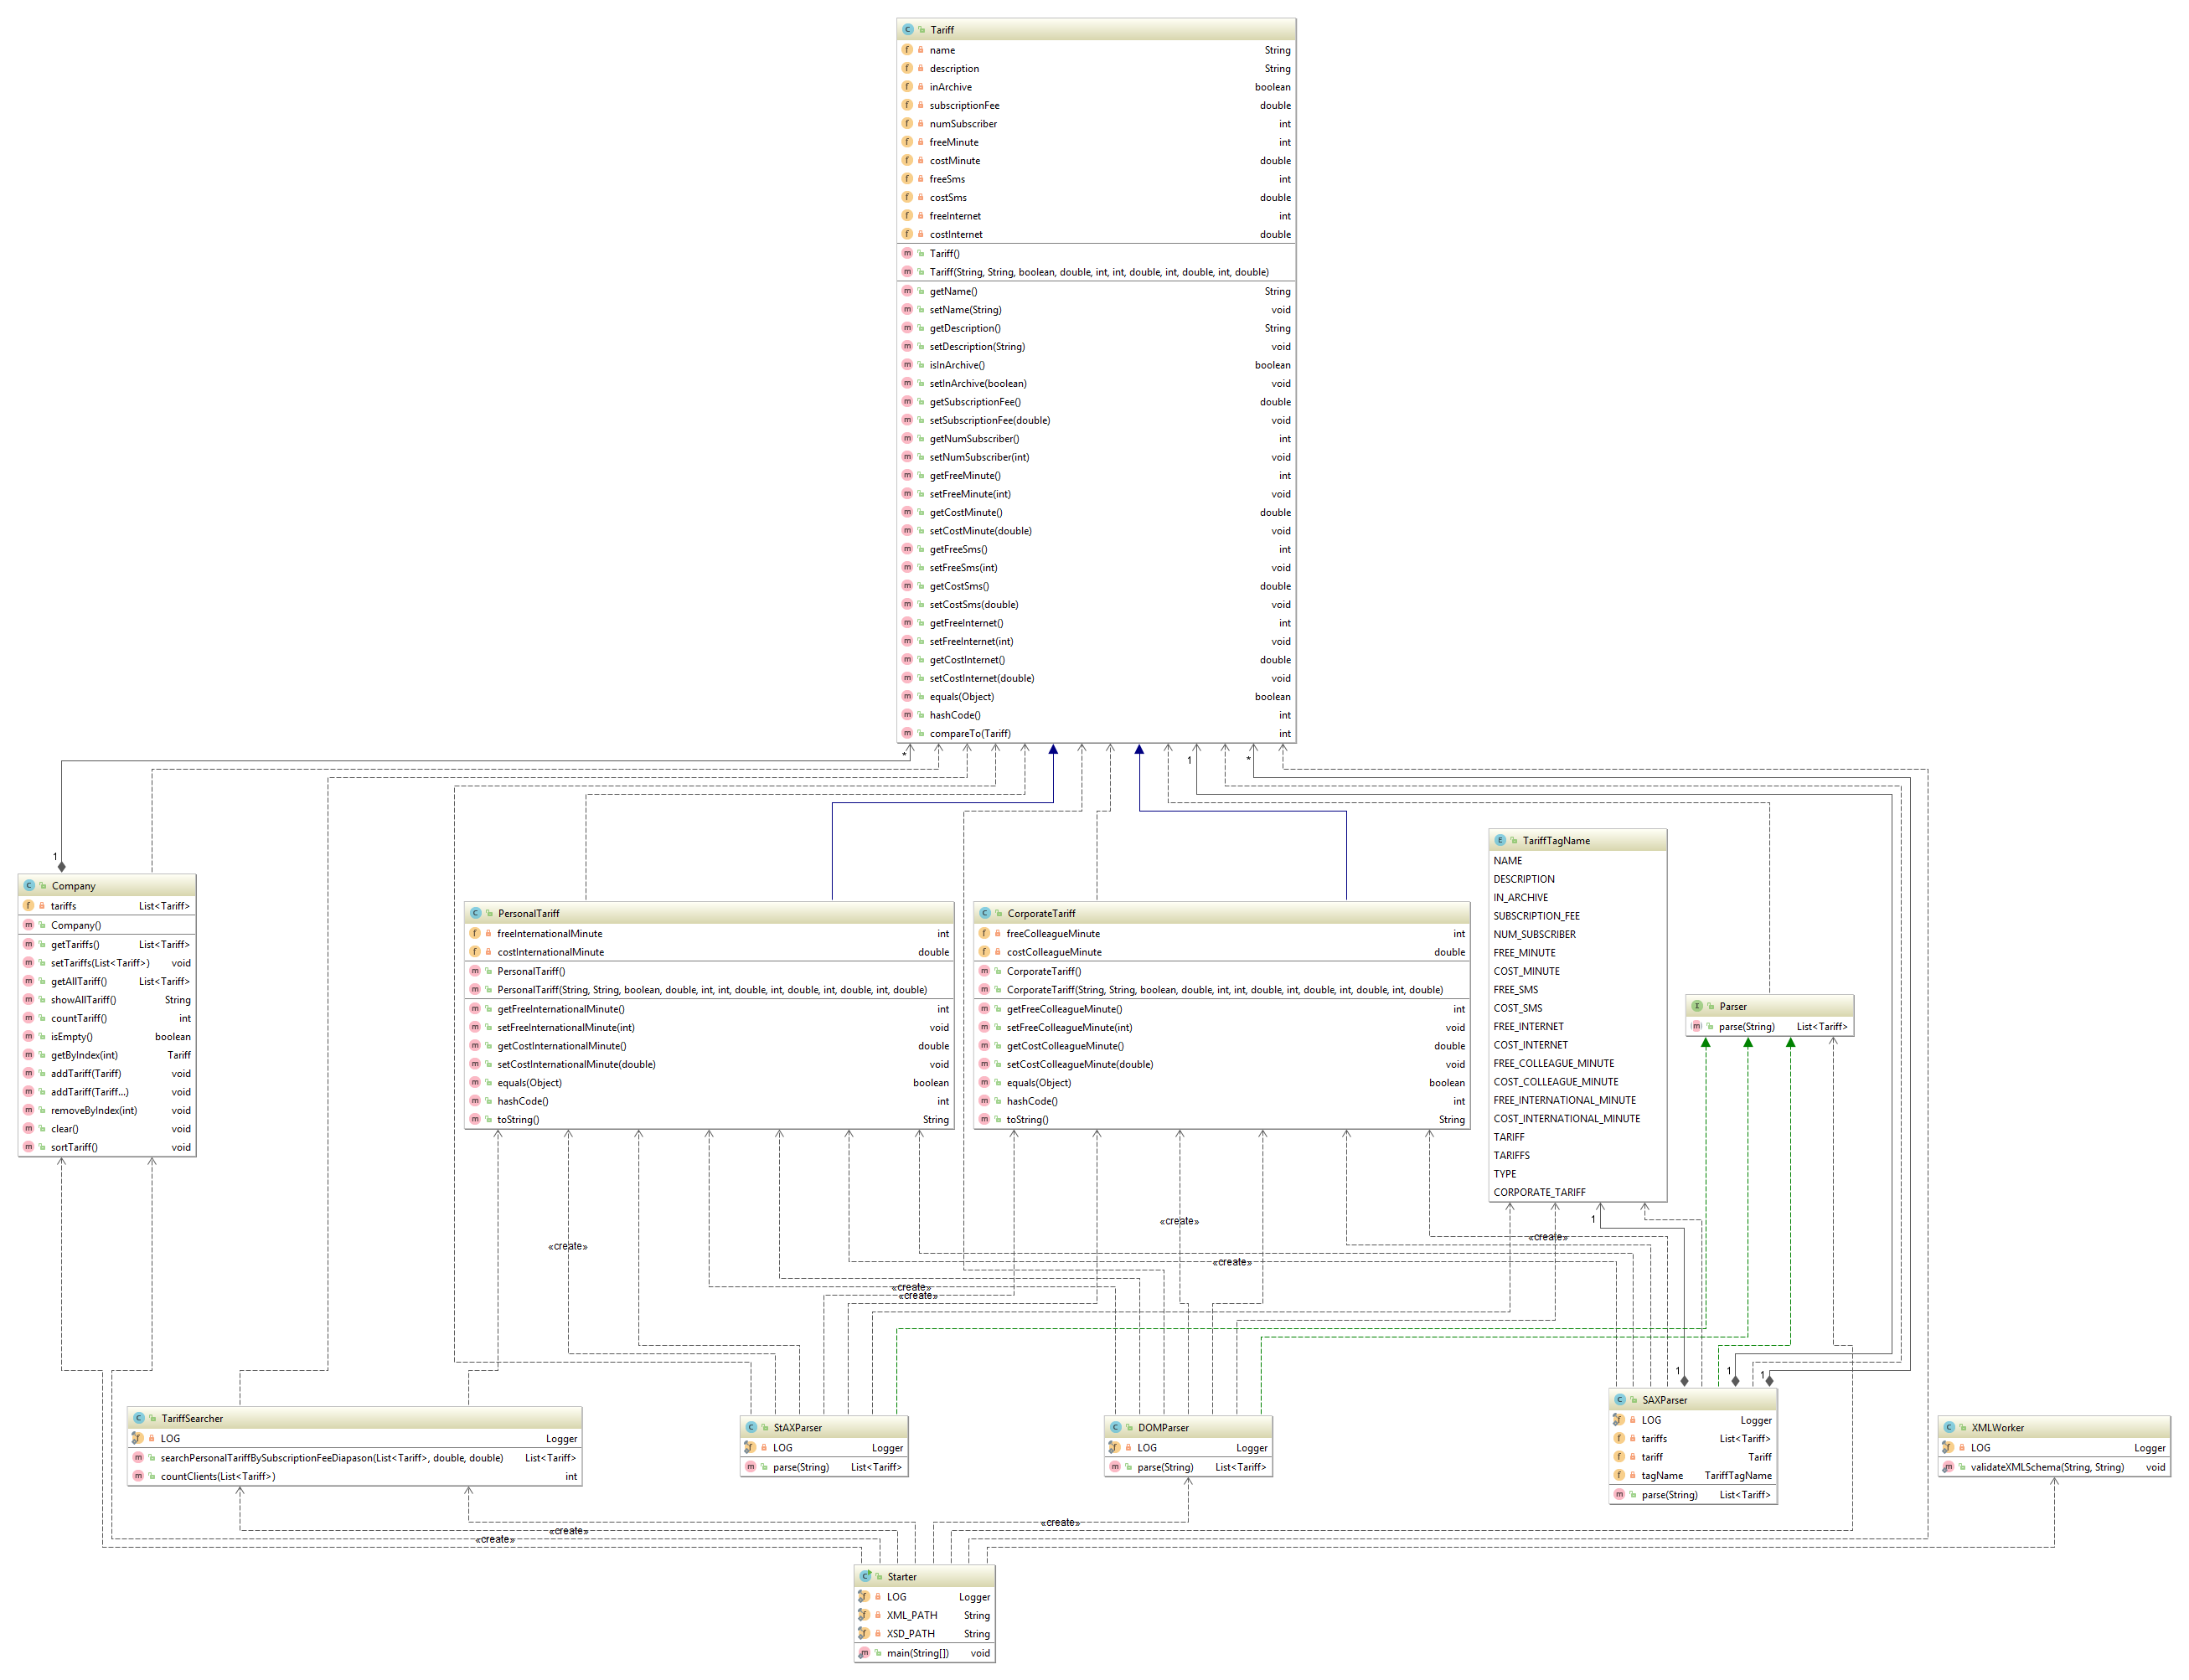 Tariff
name String
description String
inArchive boolean
subscriptionFee double
numSubscriber int
freeMinute int
costMinute double
freeSms int
costSms double
freeInternet int
costInternet double
Tariff()
Tariff(String, String, boolean, double, int, int, double, int, double, int, double)
getName() String
setName(String) void
getDescription() String
setDescription(String) void
isInArchive() boolean
setInArchive(boolean) void
getSubscriptionFee() double
setSubscriptionFee(double) void
getNumSubscriber() int
setNumSubscriber(int) void
getFreeMinute() int
setFreeMinute(int) void
getCostMinute() double
setCostMinute(double) void
getFreeSms() int
setFreeSms(int) void
getCostSms() double
setCostSms(double) void
getFreeInternet() int
setFreeInternet(int) void
getCostInternet() double
setCostInternet(double) void
equals(Object) boolean
hashCode() int
compareTo(Tariff) int
*
1
*
1
Company
tariffs List<Tariff>
Company()
getTariffs() List<Tariff>
setTariffs(List<Tariff>) void
getAllTariff() List<Tariff>
showAllTariff() String
countTariff() int
isEmpty() boolean
getByIndex(int) Tariff
addTariff(Tariff) void
addTariff(Tariff...) void
removeByIndex(int) void
clear() void
sortTariff() void
PersonalTariff
freeInternationalMinute int
costInternationalMinute double
PersonalTariff()
PersonalTariff(String, String, boolean, double, int, int, double, int, double, int, double, int, double)
getFreeInternationalMinute() int
setFreeInternationalMinute(int) void
getCostInternationalMinute() double
setCostInternationalMinute(double) void
equals(Object) boolean
hashCode() int
toString() String
CorporateTariff
freeColleagueMinute int
costColleagueMinute double
CorporateTariff()
CorporateTariff(String, String, boolean, double, int, int, double, int, double, int, double, int, double)
getFreeColleagueMinute() int
setFreeColleagueMinute(int) void
getCostColleagueMinute() double
setCostColleagueMinute(double) void
equals(Object) boolean
hashCode() int
toString() String
TariffTagName
NAME
DESCRIPTION
IN_ARCHIVE
SUBSCRIPTION_FEE
NUM_SUBSCRIBER
FREE_MINUTE
COST_MINUTE
FREE_SMS
COST_SMS
FREE_INTERNET
COST_INTERNET
FREE_COLLEAGUE_MINUTE
COST_COLLEAGUE_MINUTE
FREE_INTERNATIONAL_MINUTE
COST_INTERNATIONAL_MINUTE
TARIFF
TARIFFS
TYPE
CORPORATE_TARIFF
Parser
parse(String) List<Tariff>
1
«create»
«create»
«create»
«create»
«create»
«create»
1
1
1
TariffSearcher
LOG Logger
searchPersonalTariffBySubscriptionFeeDiapason(List<Tariff>, double, double) List<Tariff>
countClients(List<Tariff>) int
StAXParser
LOG Logger
parse(String) List<Tariff>
DOMParser
LOG Logger
parse(String) List<Tariff>
SAXParser
LOG Logger
tariffs List<Tariff>
tariff Tariff
tagName TariffTagName
parse(String) List<Tariff>
XMLWorker
LOG Logger
validateXMLSchema(String, String) void
«create»
«create»
«create»
Starter
LOG Logger
XML_PATH String
XSD_PATH String
main(String[]) void